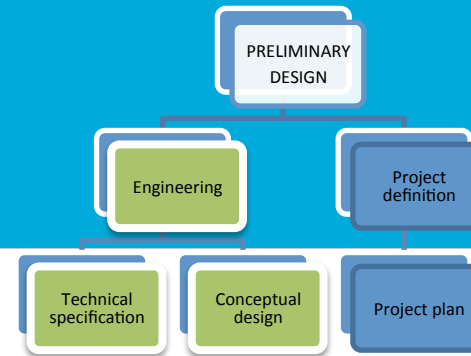 PRELIMINARY
DESIGN
Engineering
Project
definition
Technical
specification
Conceptual
design
Project plan